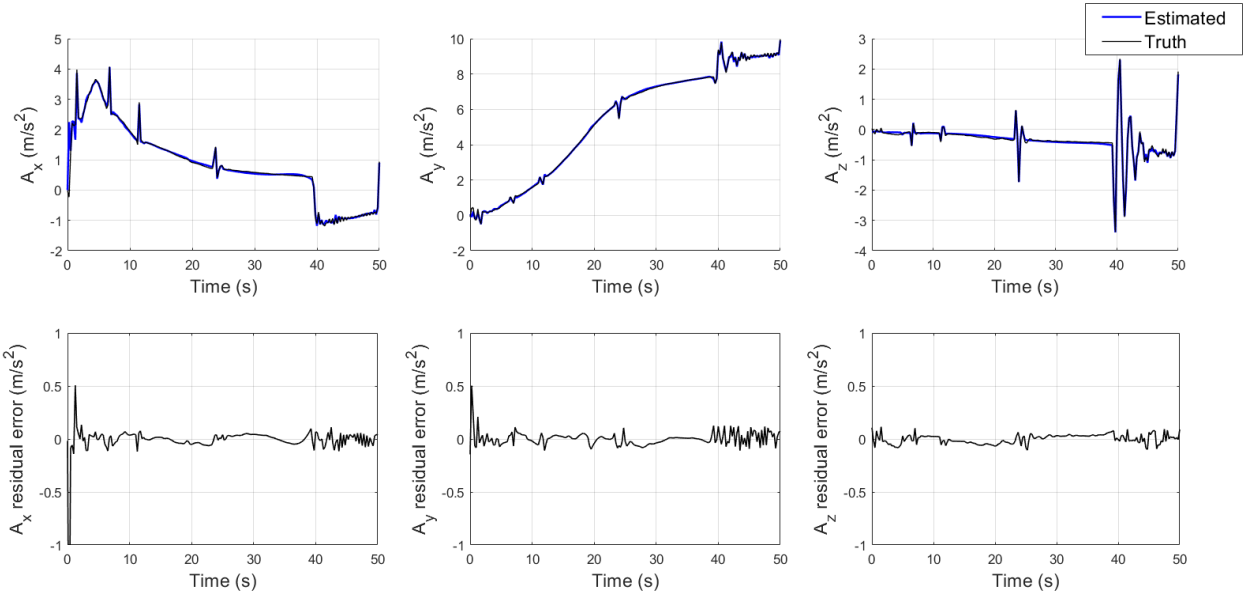 Estimated
Truth
5
4
3
2
1
0
-1
-2
A_x (m/s^2)
0 10 20 30 40 50
Time (s)
10
8
6
4
2
0
-2
A_y (m/s^2)
0 10 20 30 40 50
Time (s)
3
2
1
0
-1
-2
-3
-4
A_z (m/s^2)
0 10 20 30 40 50
Time (s)
1
0.5
0
-0.5
-1
A_x residual error (m/s^2)
0 10 20 30 40 50
Time (s)
1
0.5
0
-0.5
-1
A_y residual error (m/s^2)
0 10 20 30 40 50
Time (s)
1
0.5
0
-0.5
-1
A_z residual error (m/s^2)
0 10 20 30 40 50
Time (s)